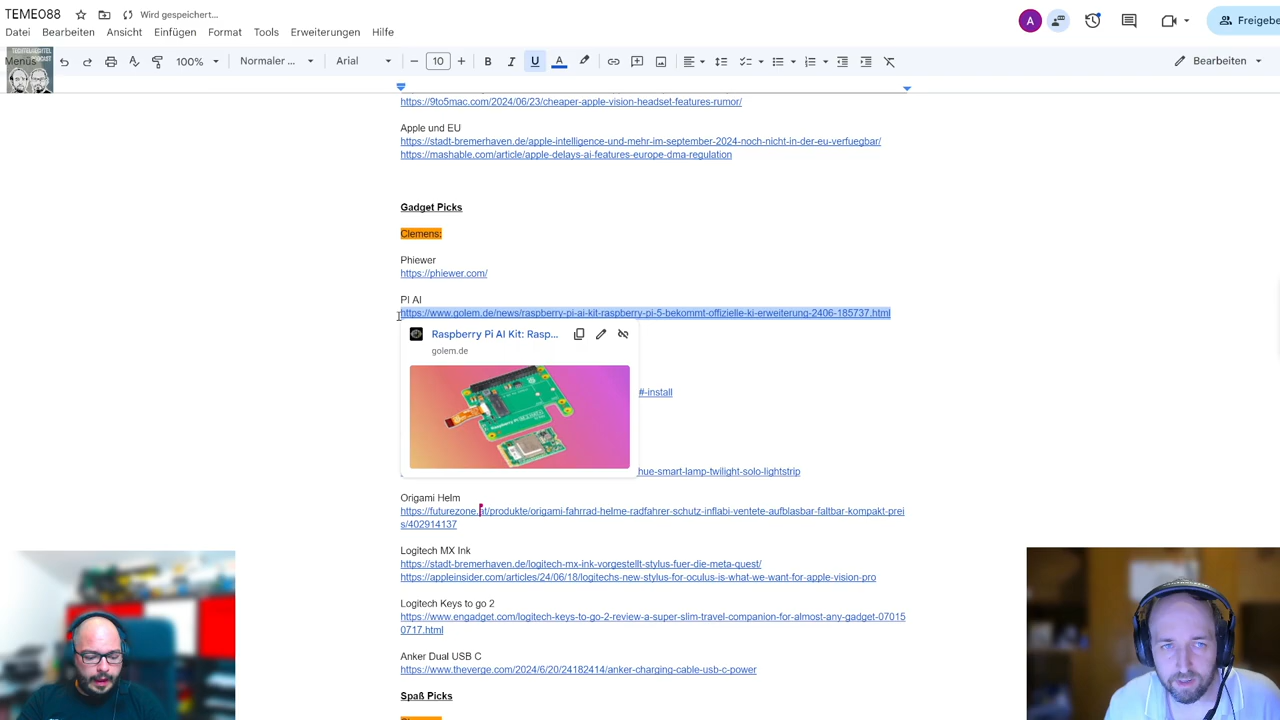 TEME088
Wird gespeichert...
Freigebe
Datei Bearbeiten Ansicht Einfügen Format Tools Erweiterungen Hilfe
TECHTELMECHTEL
PODCAST
Menüs
100% Normaler ... Arial 10 Bearbeiten
https://9to5mac.com/2024/06/23/cheaper-apple-vision-headset-features-rumor/
Apple und EU
https://stadt-bremerhaven.de/apple-intelligence-und-mehr-im-september-2024-noch-nicht-in-der-eu-verfuegbar/
https://mashable.com/article/apple-delays-ai-features-europe-dma-regulation
Gadget Picks
Clemens:
Phiewer
https://phiewer.com/
PI AI
https://www.golem.de/news/raspberry-pi-ai-kit-raspberry-pi-5-bekommt-offizielle-ki-erweiterung-2406-185737.html
Raspberry Pi AI Kit: Rasp...
golem.de
#-install
hue-smart-lamp-twilight-solo-lightstrip
Origami Helm
https://futurezone.at/produkte/origami-fahrrad-helme-radfahrer-schutz-inflabi-ventete-aufblasbar-faltbar-kompakt-prei
s/402914137
Logitech MX Ink
https://stadt-bremerhaven.de/logitech-mx-ink-vorgestellt-stylus-fuer-die-meta-quest/
https://appleinsider.com/articles/24/06/18/logitechs-new-stylus-for-oculus-is-what-we-want-for-apple-vision-pro
Logitech Keys to go 2
https://www.engadget.com/logitech-keys-to-go-2-review-a-super-slim-travel-companion-for-almost-any-gadget-07015
0717.html
Anker Dual USB C
https://www.theverge.com/2024/6/20/24182414/anker-charging-cable-usb-c-power
Spaß Picks